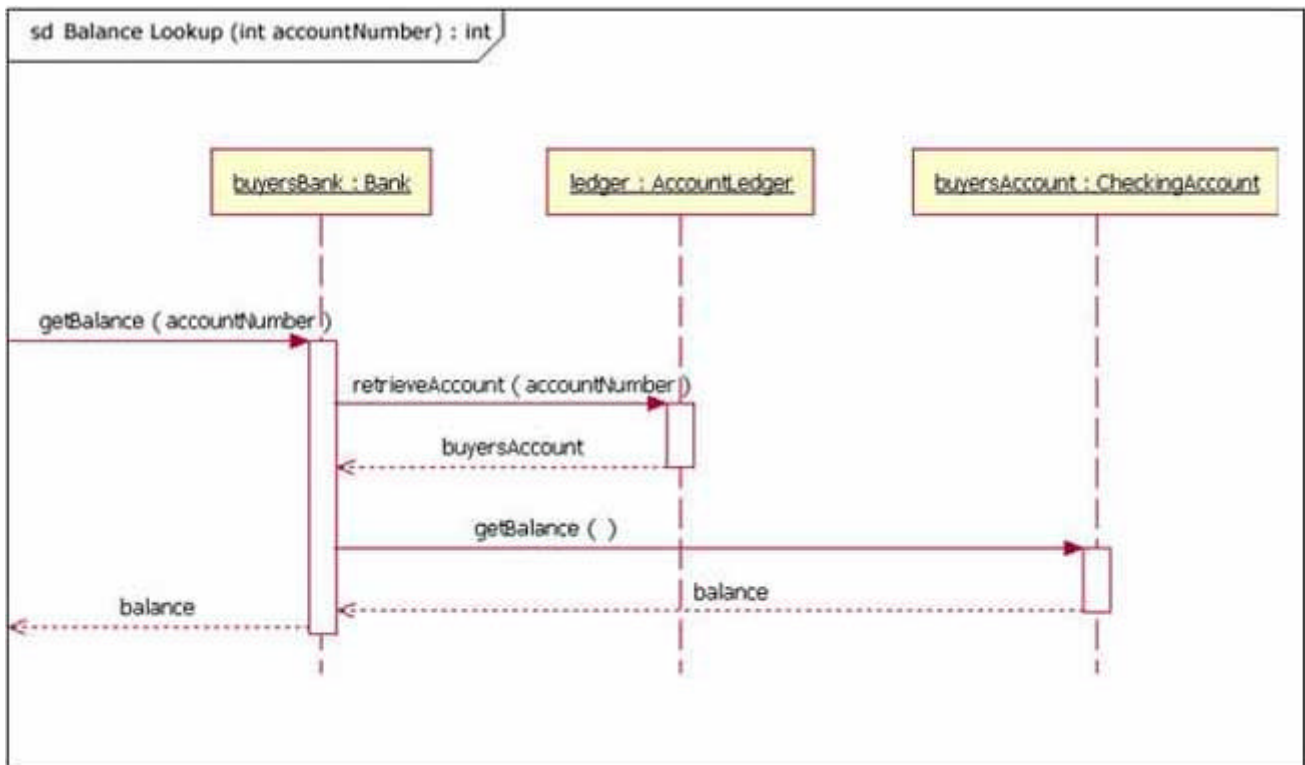 sd Balance Lookup (int accountNumber) : int
buyersBank : Bank
ledger : AccountLedger
buyersAccount : CheckingAccount
getBalance ( accountNumber )
retrieveAccount ( accountNumber )
buyersAccount
getBalance ( )
balance
balance